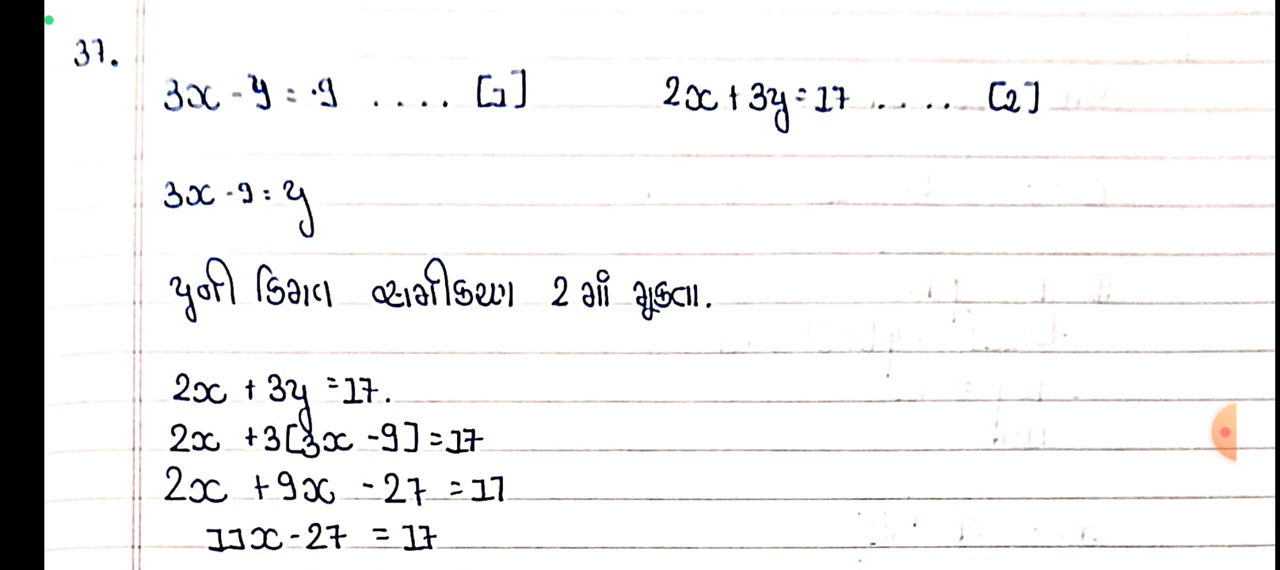 37.
3x - y = 9 .... [1] 2x + 3y = 17 .... [2]
3x - 9 = y
yની કિંમત સમીકરણ 2 માં મુકતા.
2x + 3y = 17.
2x + 3[3x - 9] = 17
2x + 9x - 27 = 17
11x - 27 = 17